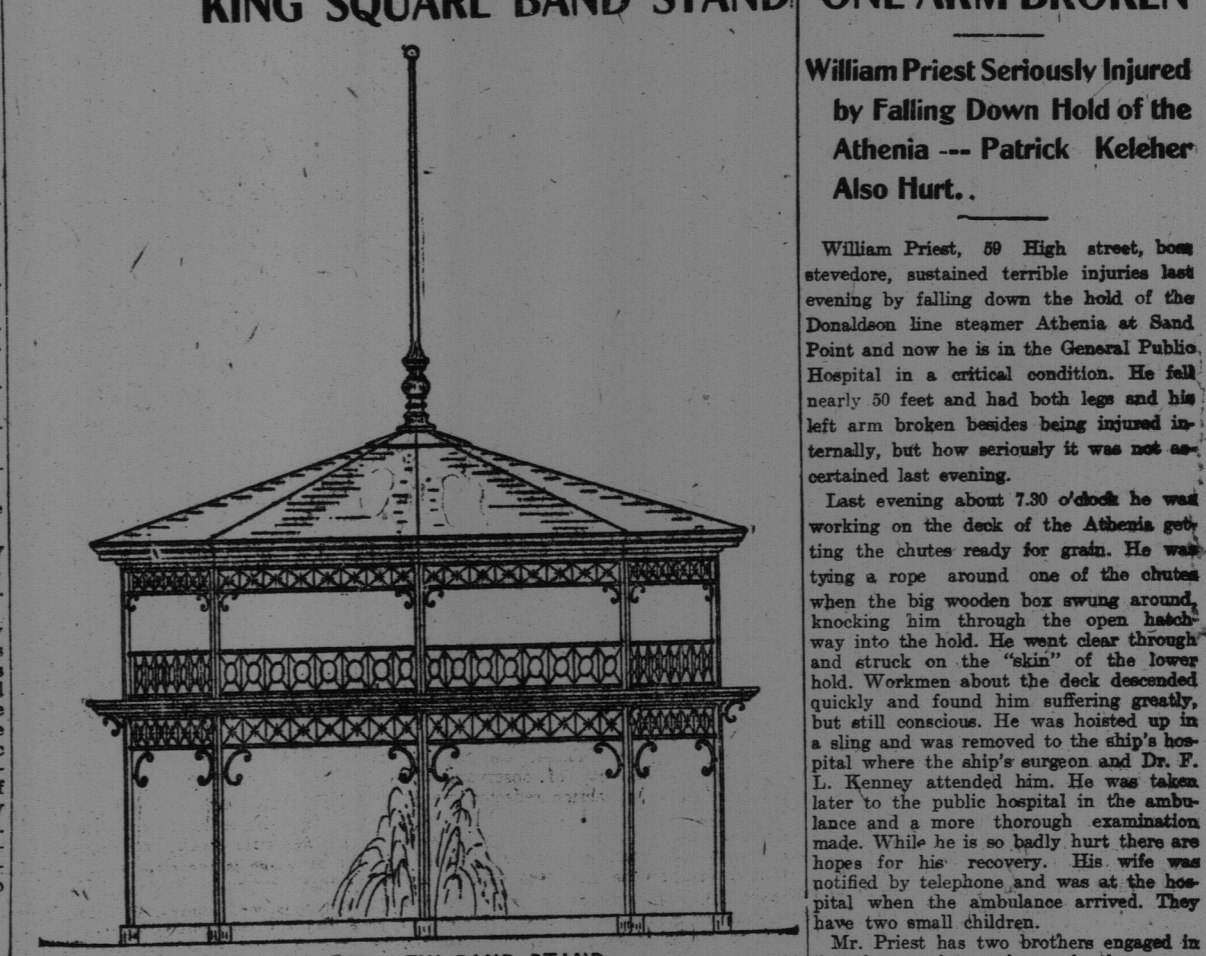 KING SQUARE BAND STAND
ONE ARM BROKEN
William Priest Seriously Injured
by Falling Down Hold of the
Athenia --- Patrick Keleher
Also Hurt..
William Priest, 59 High street, boss
stevedore, sustained terrible injuries last
evening by falling down the hold of the
Donaldson line steamer Athenia at Sand
Point and now he is in the General Public
Hospital in a critical condition. He fell
nearly 50 feet and had both legs and his
left arm broken besides being injured in-
ternally, but how seriously it was not as-
certained last evening.
Last evening about 7.30 o'clock he was
working on the deck of the Athenia get-
ting the chutes ready for grain. He was
tying a rope around one of the chutes
when the big wooden box swung around,
knocking him through the open hatch-
way into the hold. He went clear through
and struck on the "skin" of the lower
hold. Workmen about the deck descended
quickly and found him suffering greatly,
but still conscious. He was hoisted up in
a sling and was removed to the ship's hos-
pital where the ship's surgeon and Dr. F.
L. Kenney attended him. He was taken
later to the public hospital in the ambu-
lance and a more thorough examination
made. While he is so badly hurt there are
hopes for his recovery. His wife was
notified by telephone and was at the hos-
pital when the ambulance arrived. They
have two small children.
Mr. Priest has two brothers engaged in
BAND STAND